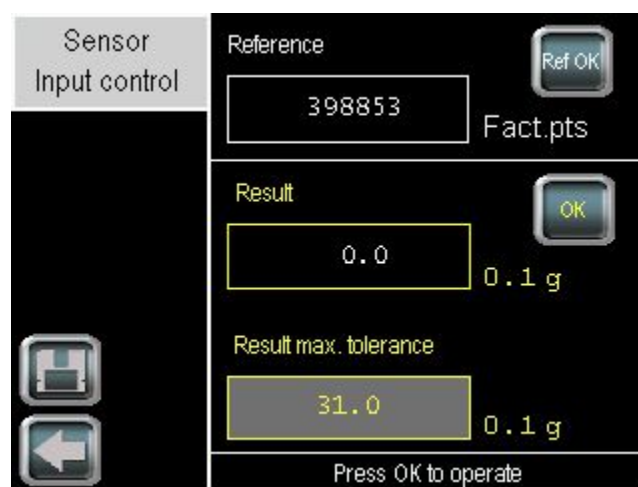 Sensor
Input control
Reference
Ref OK
398853
Fact.pts
Result
OK
0.0
0.1 g
Result max. tolerance
31.0
0.1 g
Press OK to operate